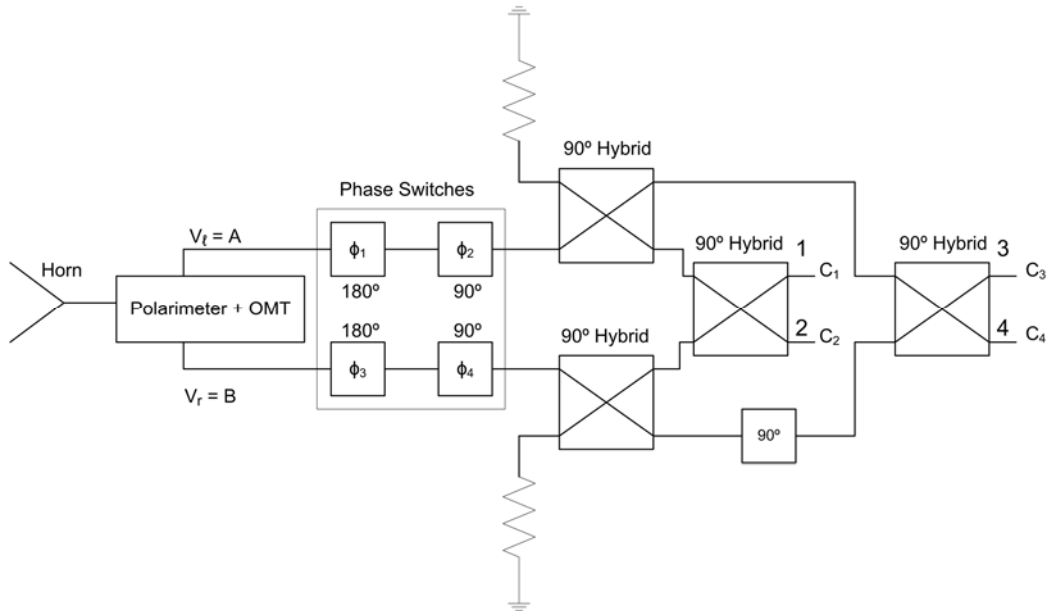 90º Hybrid
Phase Switches
Vℓ = A
ϕ1
ϕ2
90º Hybrid
1
90º Hybrid
3
Horn
C1
C3
180º
90º
Polarimeter + OMT
180º
90º
90º Hybrid
2
C2
4
C4
ϕ3
ϕ4
Vr = B
90º